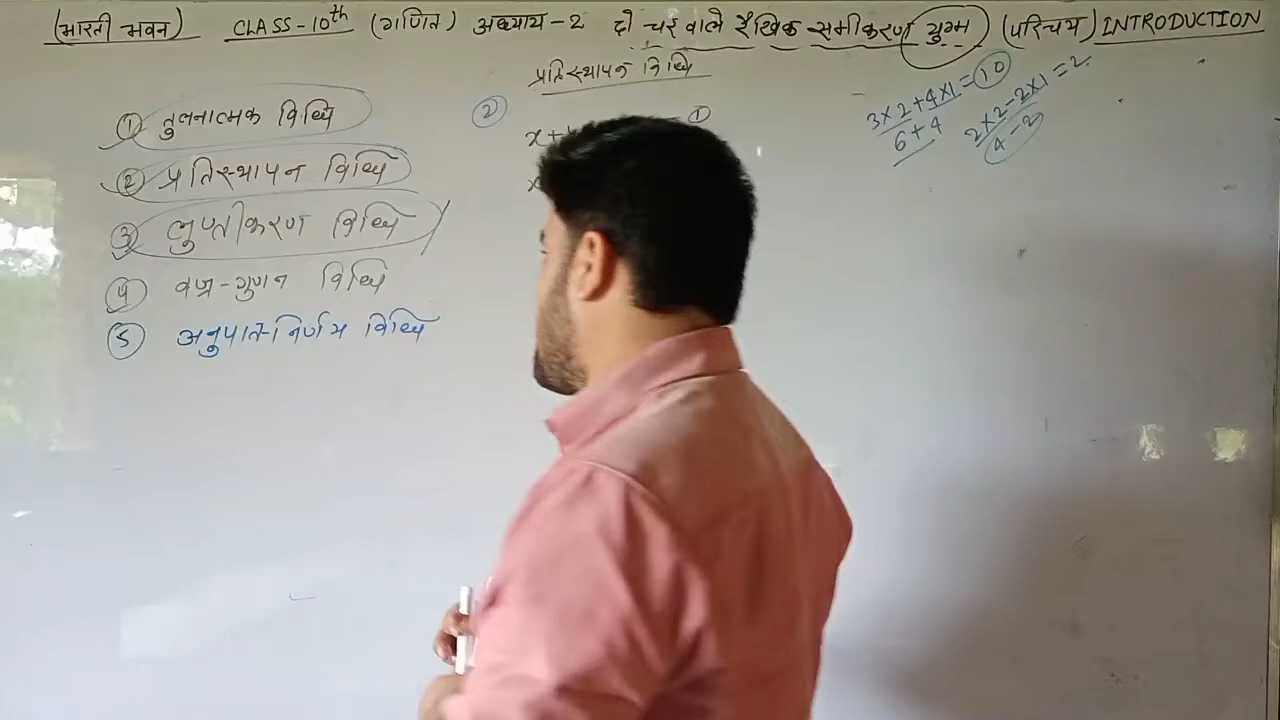 (भारती भवन) CLASS-10th (गणित) अध्याय-2 दो चर वाले रैखिक समीकरण युग्म (परिचय) INTRODUCTION
① तुलनात्मक विधि
② प्रतिस्थापन विधि
③ लुप्तीकरण विधि
④ वज्र-गुणन विधि
⑤ अनुपात-निर्णय विधि
प्रतिस्थापन विधि
②
x+ ①
x
3×2+4×1=10
6+4
2×2-2×1=2
4-2